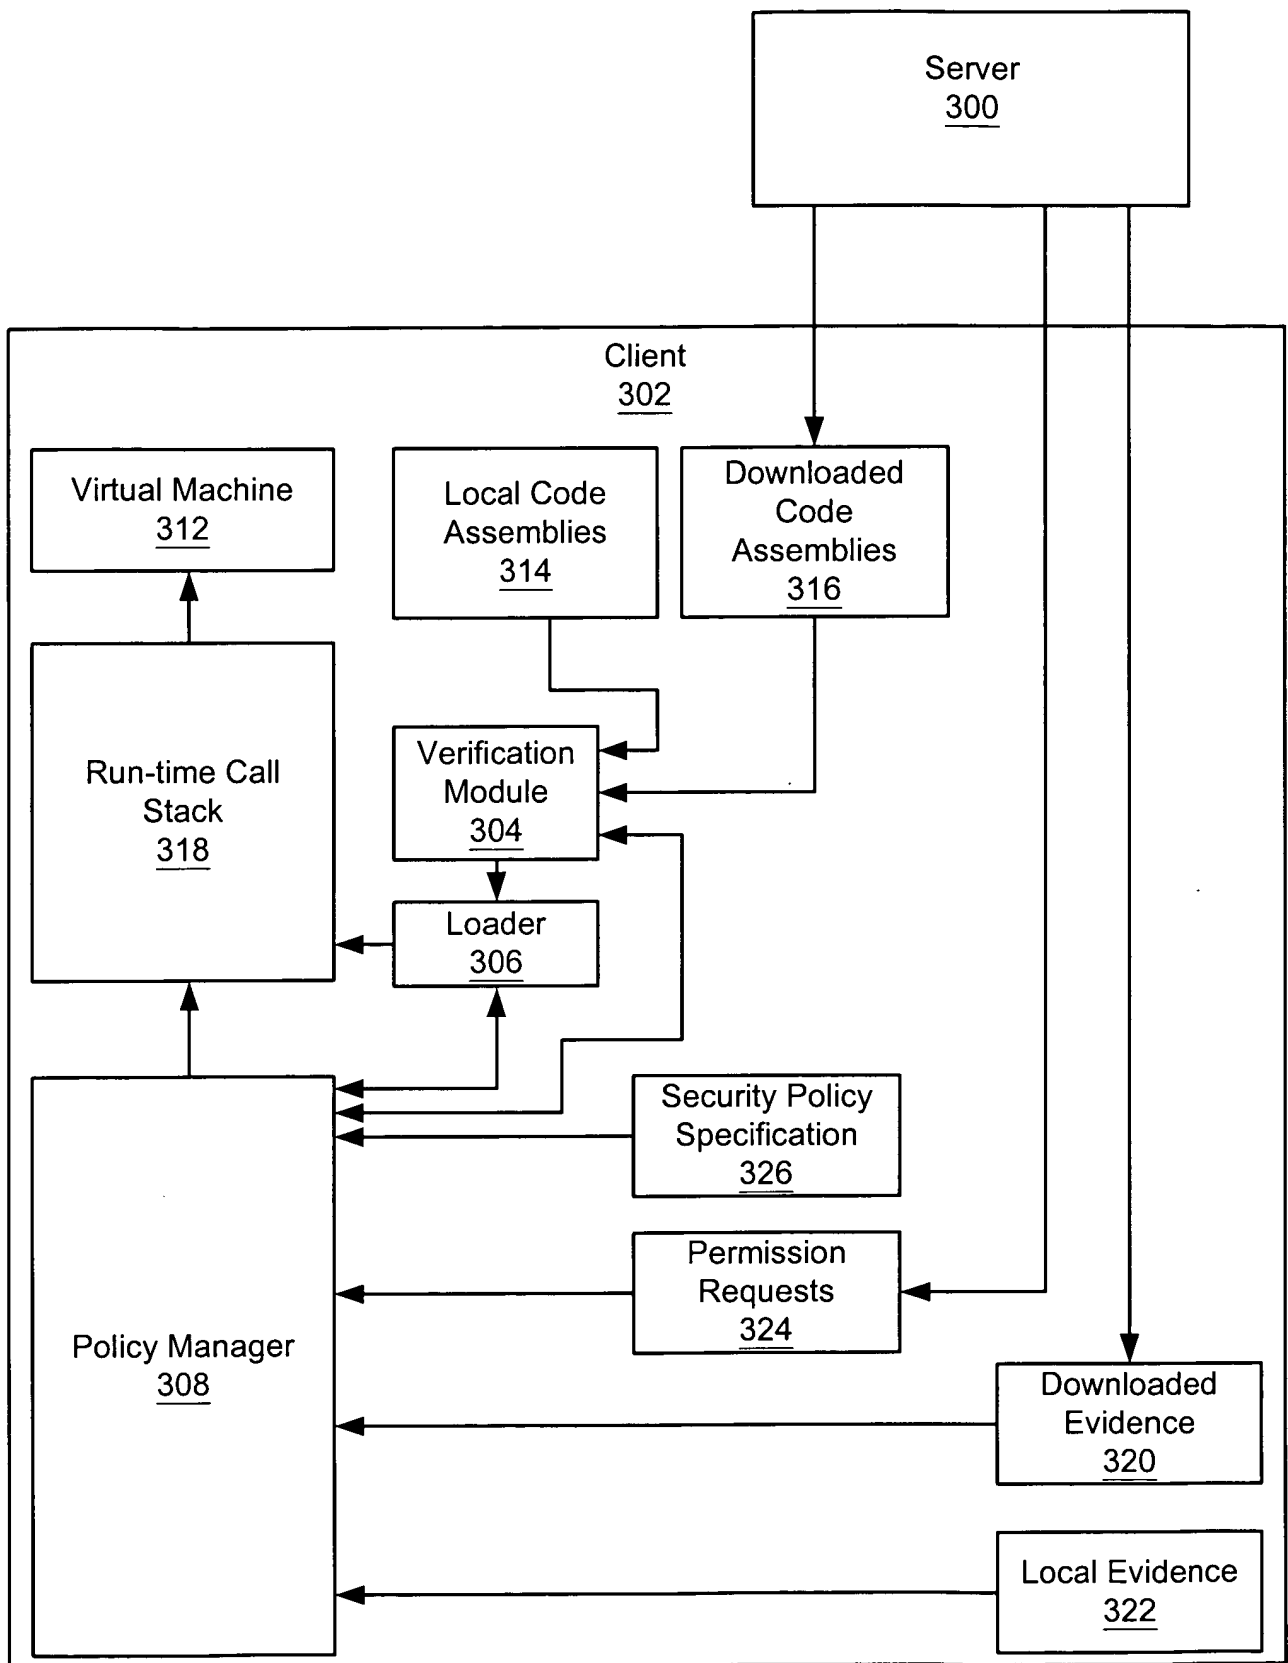 Server
300
Client
302
Virtual Machine
312
Local Code
Assemblies
314
Downloaded
Code
Assemblies
316
Run-time Call
Stack
318
Verification
Module
304
Loader
306
Security Policy
Specification
326
Permission
Requests
324
Policy Manager
308
Downloaded
Evidence
320
Local Evidence
322